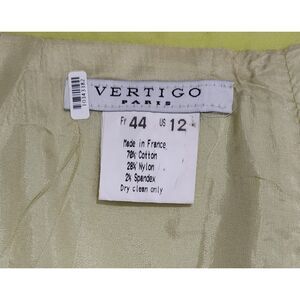 VERTIGO
PARIS
Fr 44 US 12
Made in France
70% Cotton
28% Nylon
2% Spandex
Dry clean only